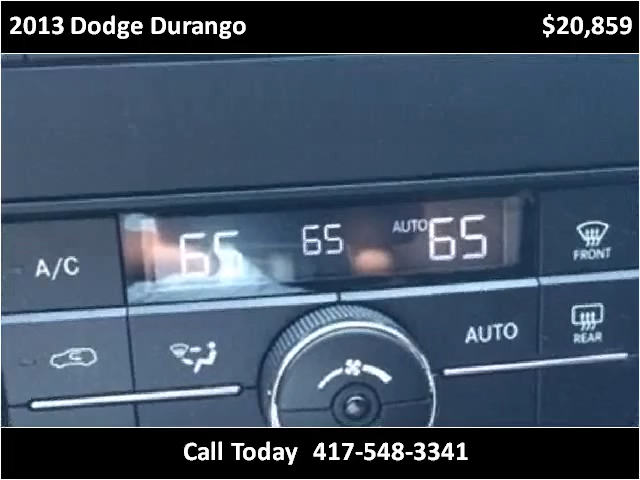 2013 Dodge Durango $20,859
65 65 AUTO 65
A/C
FRONT
AUTO
REAR
Call Today 417-548-3341